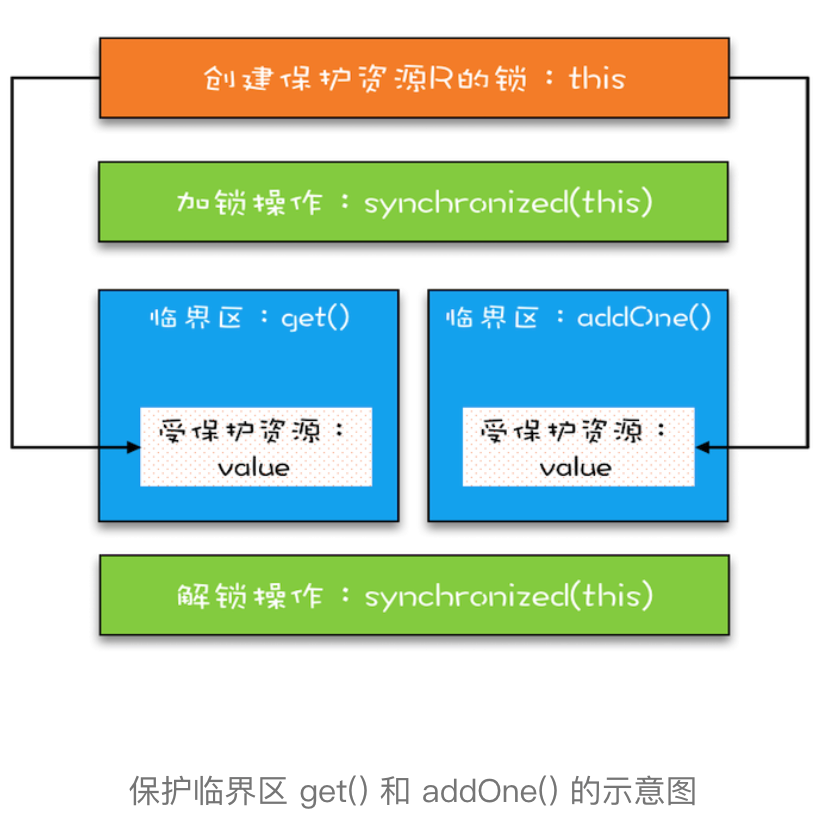 创建保护资源R的锁：this
加锁操作：synchronized(this)
临界区：get()
受保护资源：
value
临界区：addOne()
受保护资源：
value
解锁操作：synchronized(this)
保护临界区 get() 和 addOne() 的示意图